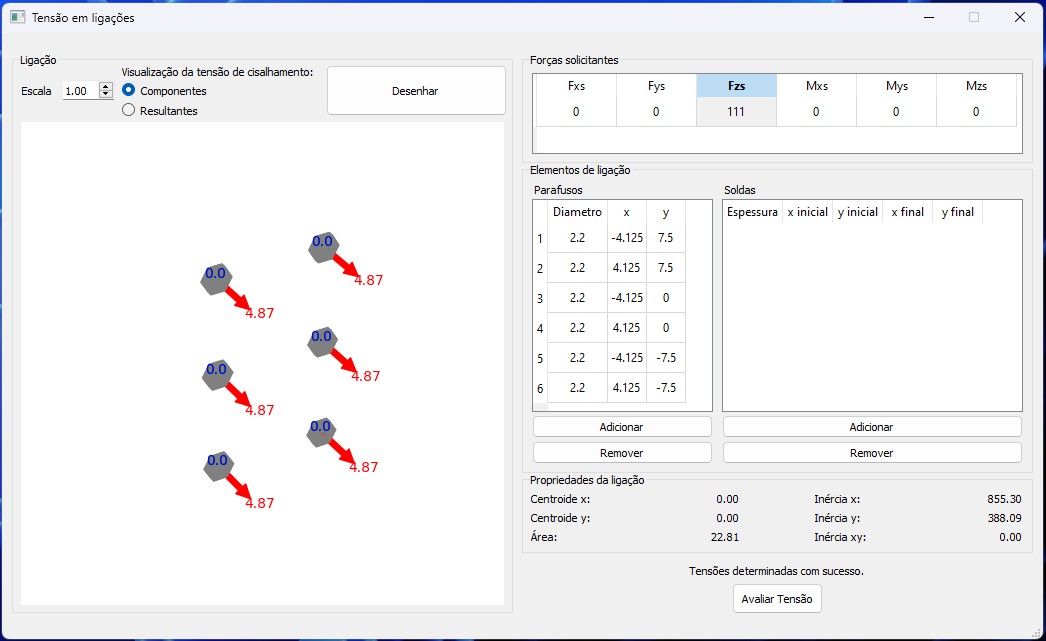 Tensão em ligações
Ligação
Escala 1.00
Visualização da tensão de cisalhamento:
Componentes
Resultantes
Desenhar
0.0
4.87
0.0
4.87
0.0
4.87
0.0
4.87
0.0
4.87
0.0
4.87
Forças solicitantes
Fxs Fys Fzs Mxs Mys Mzs
0 0 111 0 0 0
Elementos de ligação
Parafusos
Diametro x y
1 2.2 -4.125 7.5
2 2.2 4.125 7.5
3 2.2 -4.125 0
4 2.2 4.125 0
5 2.2 -4.125 -7.5
6 2.2 4.125 -7.5
Adicionar
Remover
Soldas
Espessura x inicial y inicial x final y final
Adicionar
Remover
Propriedades da ligação
Centroide x: 0.00 Inércia x: 855.30
Centroide y: 0.00 Inércia y: 388.09
Área: 22.81 Inércia xy: 0.00
Tensões determinadas com sucesso.
Avaliar Tensão